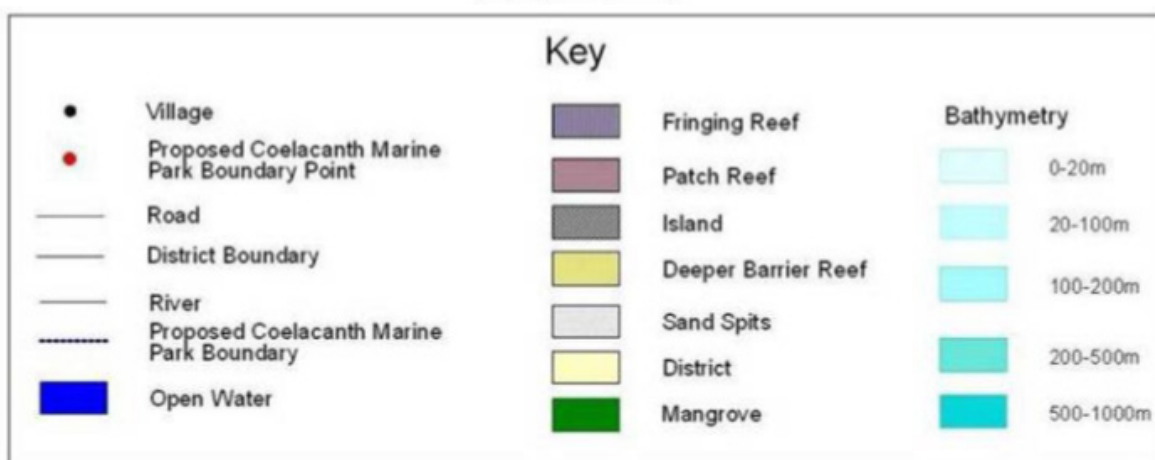 Key
Village
Proposed Coelacanth Marine
Park Boundary Point
Road
District Boundary
River
Proposed Coelacanth Marine
Park Boundary
Open Water
Fringing Reef
Patch Reef
Island
Deeper Barrier Reef
Sand Spits
District
Mangrove
Bathymetry
0-20m
20-100m
100-200m
200-500m
500-1000m